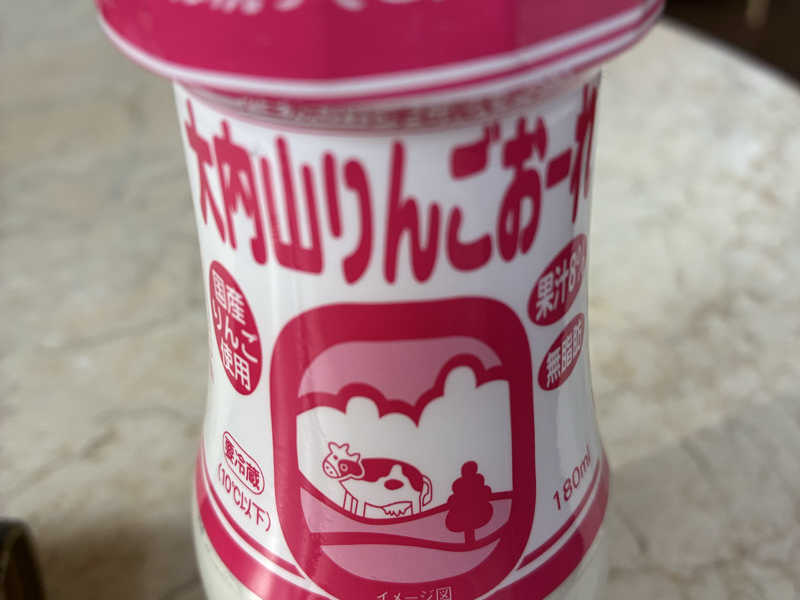 大内山りんごおーれ
国産
りんご
使用
果汁6%
無脂肪
要冷蔵
(10℃以下)
180ml
イメージ図